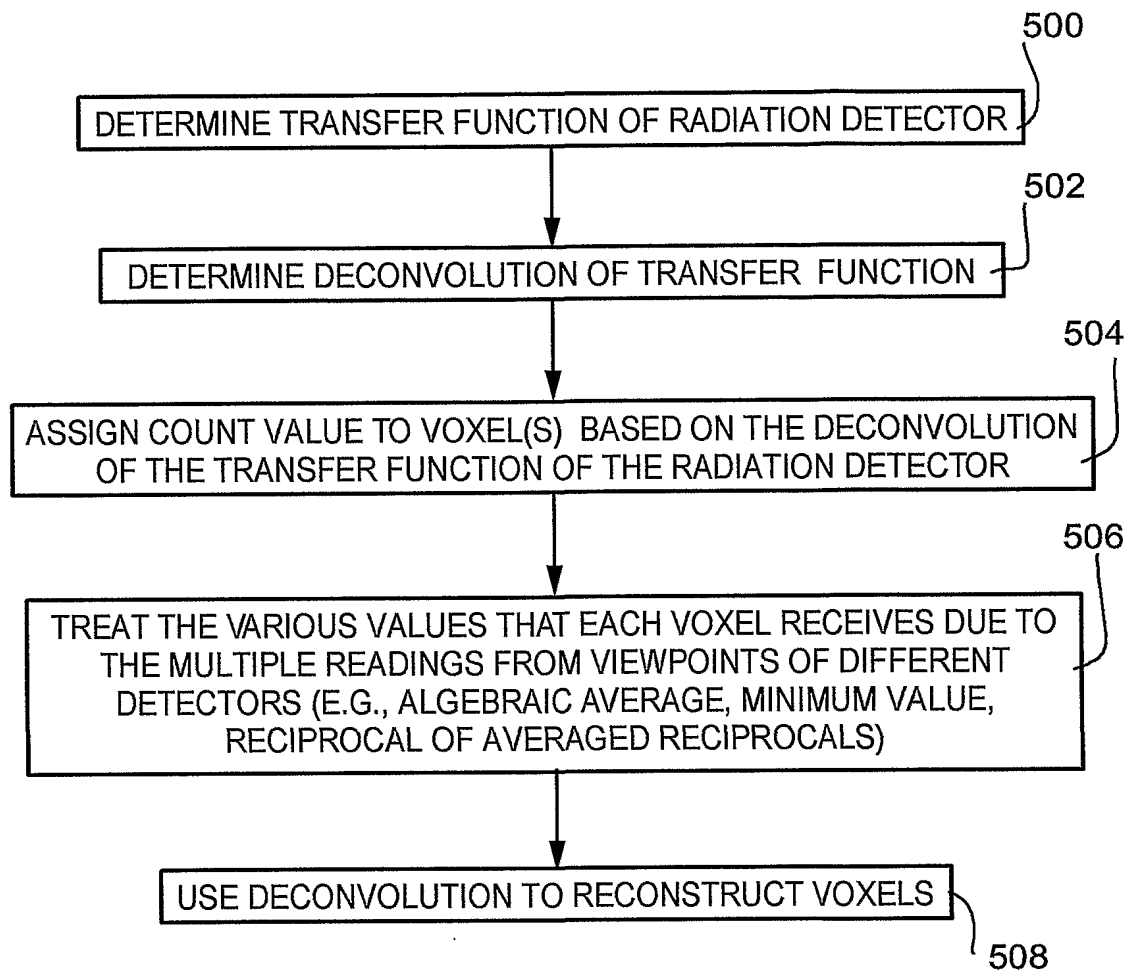 500
DETERMINE TRANSFER FUNCTION OF RADIATION DETECTOR
502
DETERMINE DECONVOLUTION OF TRANSFER FUNCTION
504
ASSIGN COUNT VALUE TO VOXEL(S) BASED ON THE DECONVOLUTION
OF THE TRANSFER FUNCTION OF THE RADIATION DETECTOR
506
TREAT THE VARIOUS VALUES THAT EACH VOXEL RECEIVES DUE TO
THE MULTIPLE READINGS FROM VIEWPOINTS OF DIFFERENT
DETECTORS (E.G., ALGEBRAIC AVERAGE, MINIMUM VALUE,
RECIPROCAL OF AVERAGED RECIPROCALS)
USE DECONVOLUTION TO RECONSTRUCT VOXELS
508